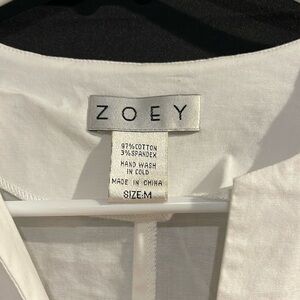 ZOEY
97% COTTON
3% SPANDEX
HAND WASH
IN COLD
MADE IN CHINA
SIZE:M